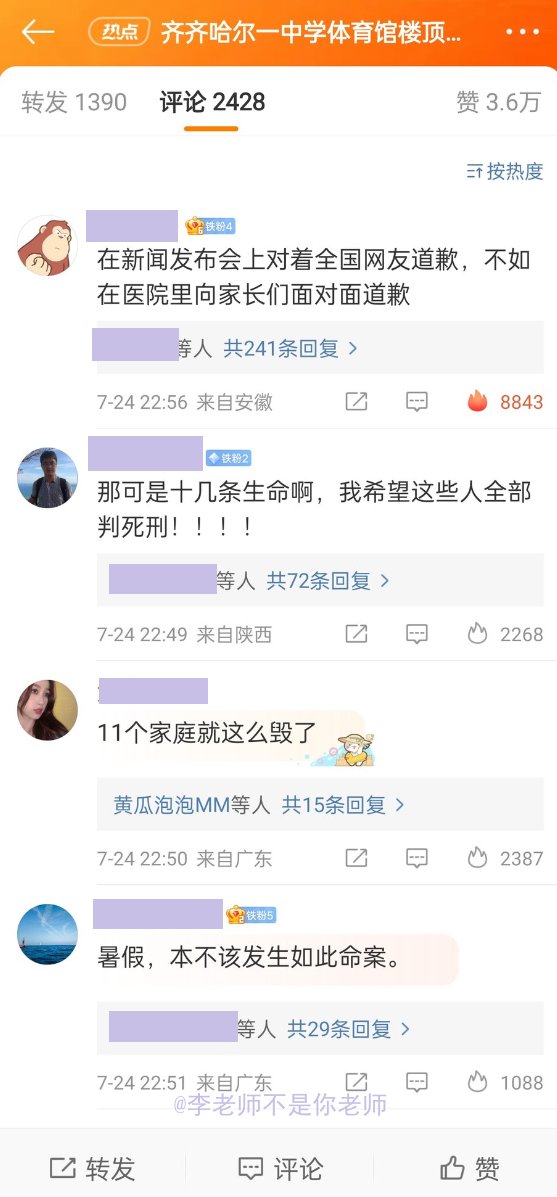 热点 齐齐哈尔一中学体育馆楼顶...
转发 1390 评论 2428 赞 3.6万
按热度
铁粉4
在新闻发布会上对着全国网友道歉，不如
在医院里向家长们面对面道歉
等人 共241条回复
7-24 22:56 来自安徽 8843
铁粉2
那可是十几条生命啊，我希望这些人全部
判死刑！！！！
等人 共72条回复
7-24 22:49 来自陕西 2268
11个家庭就这么毁了
黄瓜泡泡MM等人 共15条回复
7-24 22:50 来自广东 2387
铁粉5
暑假，本不该发生如此命案。
等人 共29条回复
7-24 22:51 来自广东 1088
@李老师不是你老师
转发 评论 赞